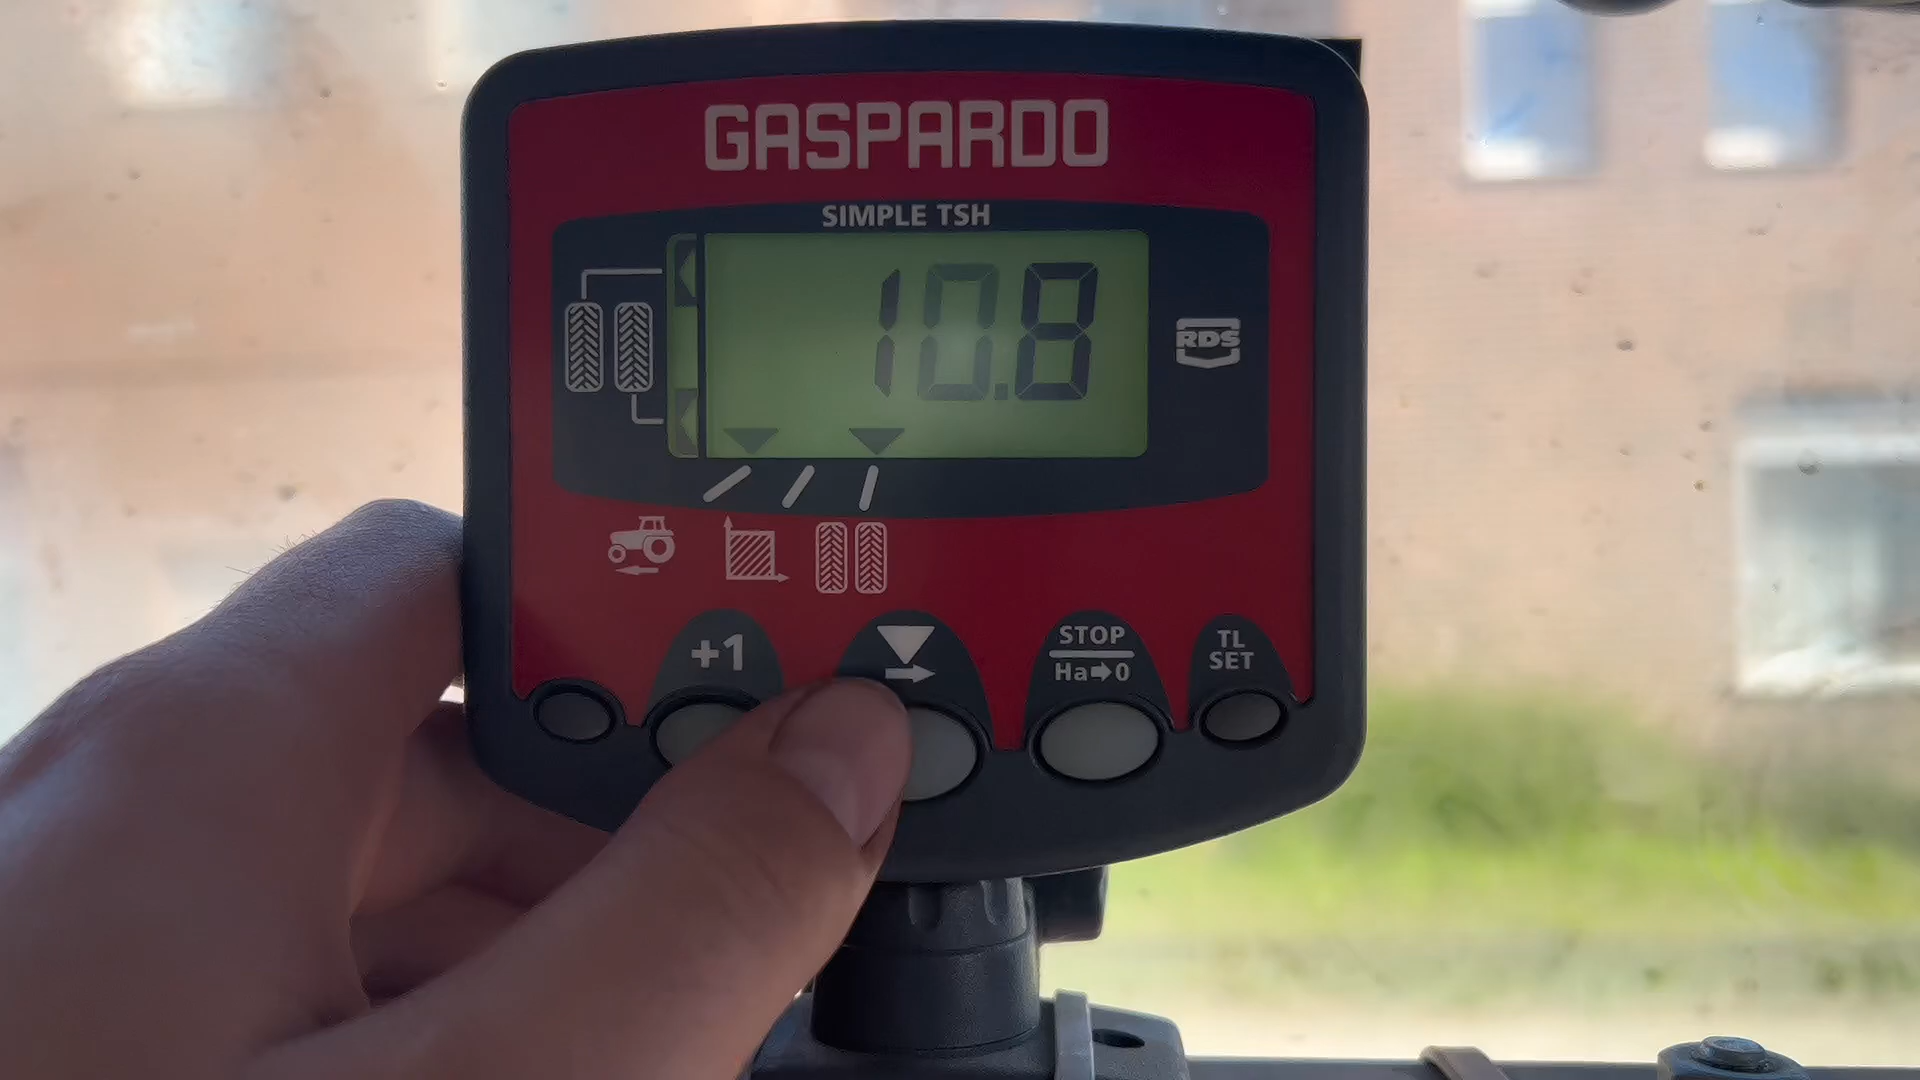 GASPARDO
SIMPLE TSH
10.8
RDS
+1
STOP
Ha➡0
TL
SET